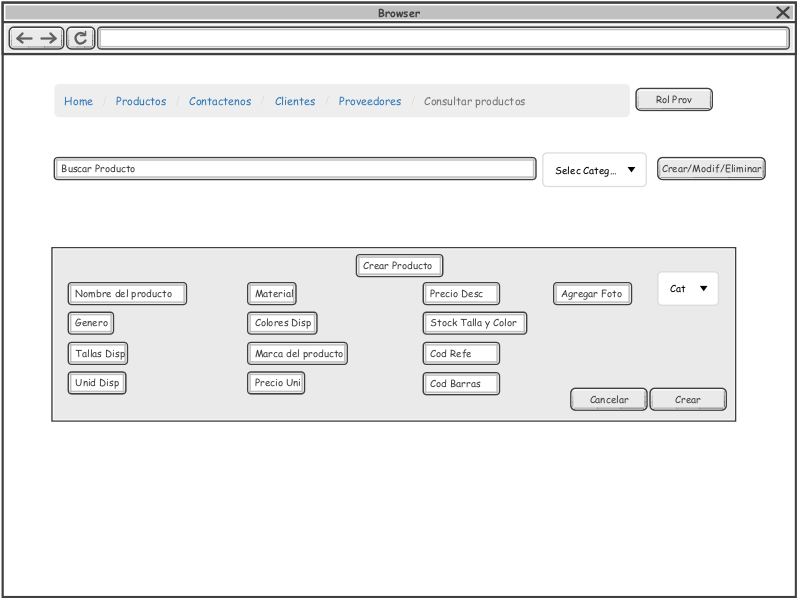 Browser
Home / Productos / Contactenos / Clientes / Proveedores / Consultar productos
Rol Prov
Buscar Producto
Selec Categ...
Crear/Modif/Eliminar
Crear Producto
Nombre del producto
Material
Precio Desc
Agregar Foto
Cat
Genero
Colores Disp
Stock Talla y Color
Tallas Disp
Marca del producto
Cod Refe
Unid Disp
Precio Uni
Cod Barras
Cancelar
Crear